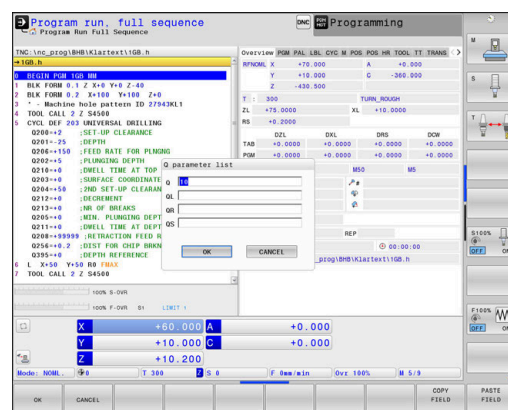 Program run, full sequence
DNC
Programming
Program Run Full Sequence
TNC:\nc_prog\BHB\Klartext\1GB.h
→1GB.h
0 BEGIN PGM 1GB MM
1 BLK FORM 0.1 Z X+0 Y+0 Z-40
2 BLK FORM 0.2 X+100 Y+100 Z+0
3 * - Machine hole pattern ID 27943KL1
4 TOOL CALL 2 Z S4500
5 CYCL DEF 203 UNIVERSAL DRILLING
Q200=+2 ;SET-UP CLEARANCE
Q201=-25 ;DEPTH
Q206=+150 ;FEED RATE FOR PLNGNG
Q202=+5 ;PLUNGING DEPTH
Q210=+0 ;DWELL TIME AT TOP
Q203=+0 ;SURFACE COORDINATE
Q204=+50 ;2ND SET-UP CLEARAN
Q212=+0 ;DECREMENT
Q213=+0 ;NR OF BREAKS
Q205=+0 ;MIN. PLUNGING DEPT
Q211=+0 ;DWELL TIME AT DEPT
Q208=+99999 ;RETRACTION FEED R
Q256=+0.2 ;DIST FOR CHIP BRKN
Q395=+0 ;DEPTH REFERENCE
6 L X+50 Y+50 R0 FMAX
7 TOOL CALL 2 Z S4500
100% S-OVR
100% F-OVR S1 LIMIT 1
Overview PGM PAL LBL CYC M POS POS HR TOOL TT TRANS
RFNOML X +70.000 A +0.000
Y +10.000 C -360.000
Z -430.500
T : 300 TURN_ROUGH
ZL +75.0000 XL +10.0000
RS +0.2000
DZL DXL DRS DCW
TAB +0.0000 +0.0000 +0.0000 +0.0000
PGM +0.0000 +0.0000 +0.0000 +0.0000
M50 M5
REP
00:00:00
_prog\BHB\Klartext\1GB.h
Q parameter list
Q 10
QL
QR
QS
OK CANCEL
X +60.000 A +0.000
Y +10.000 C +0.000
Z +10.200
Mode: NOML. 0 T 300 Z S 0 F 0mm/min Ovr 100% M 5/9
OK CANCEL COPY FIELD PASTE FIELD
M
S
T
S100%
OFF ON
F100%
OFF ON